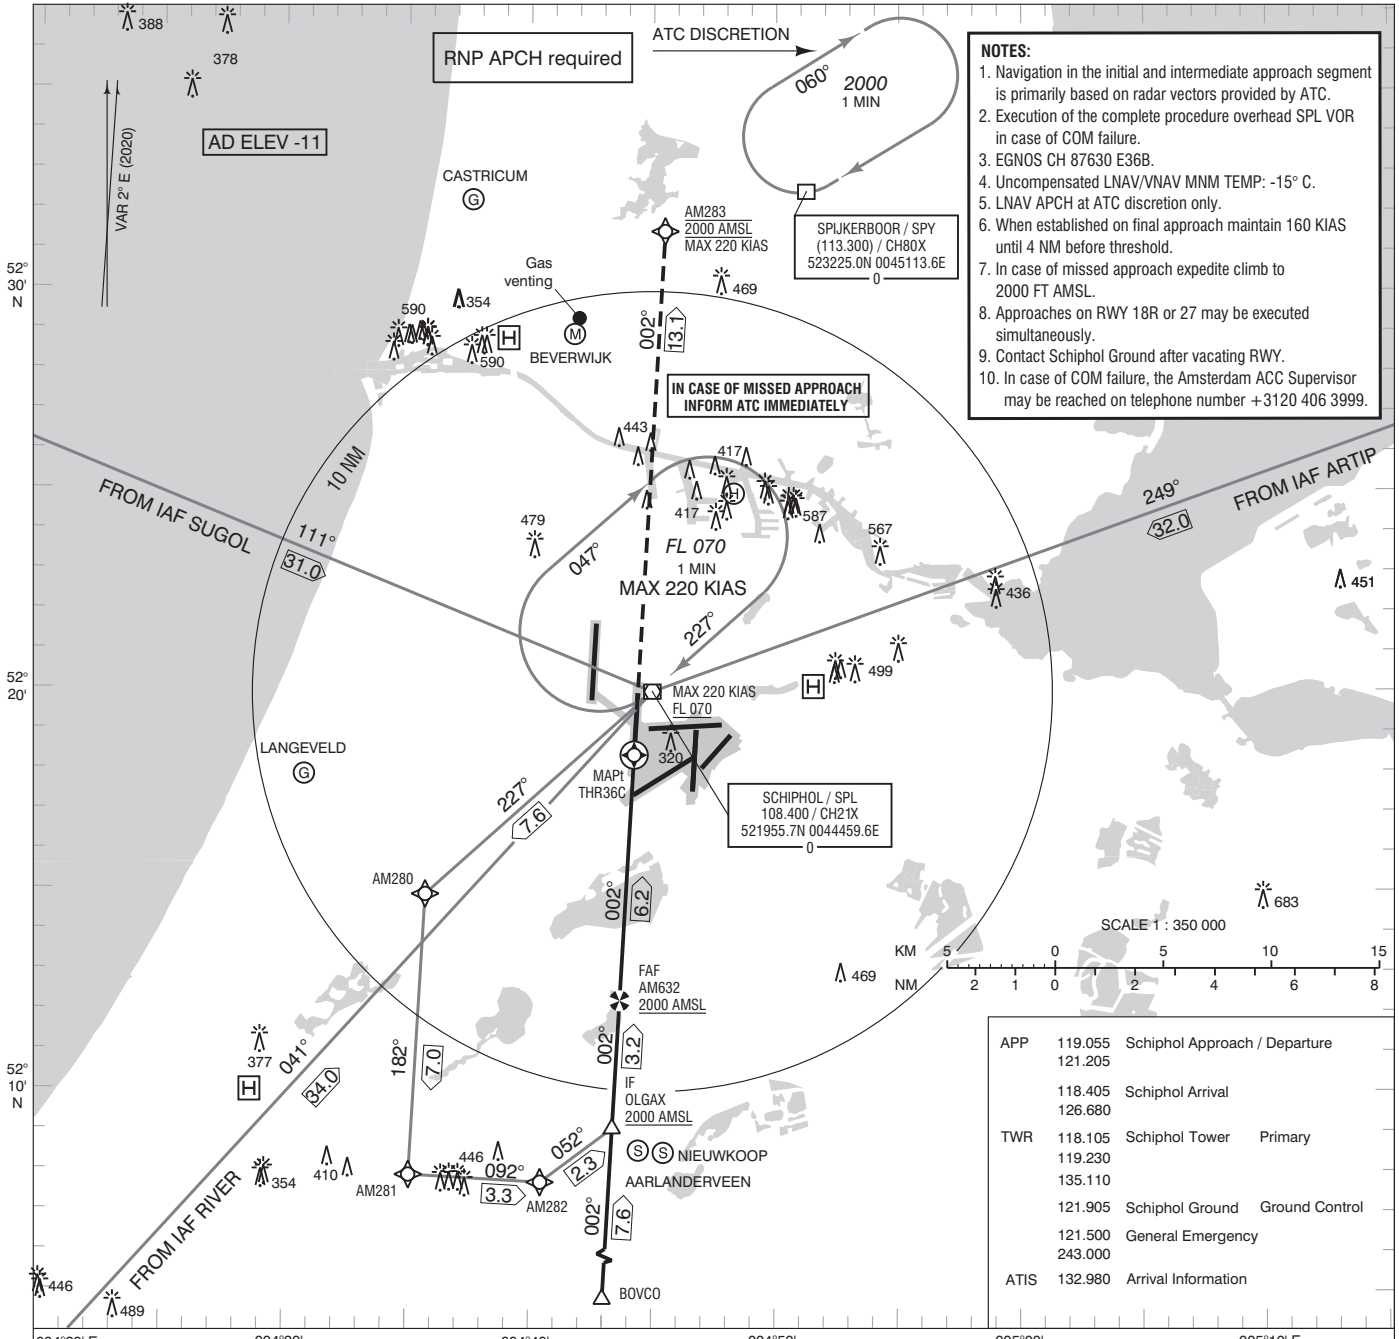 388
378
RNP APCH required
ATC DISCRETION
060°
2000
1 MIN
NOTES:
1. Navigation in the initial and intermediate approach segment
is primarily based on radar vectors provided by ATC.
2. Execution of the complete procedure overhead SPL VOR
in case of COM failure.
3. EGNOS CH 87630 E36B.
4. Uncompensated LNAV/VNAV MNM TEMP: -15° C.
5. LNAV APCH at ATC discretion only.
6. When established on final approach maintain 160 KIAS
until 4 NM before threshold.
7. In case of missed approach expedite climb to
2000 FT AMSL.
8. Approaches on RWY 18R or 27 may be executed
simultaneously.
9. Contact Schiphol Ground after vacating RWY.
10. In case of COM failure, the Amsterdam ACC Supervisor
may be reached on telephone number +3120 406 3999.
AD ELEV -11
VAR 2° E (2020)
CASTRICUM
G
AM283
2000 AMSL
MAX 220 KIAS
SPIJKERBOOR / SPY
(113.300) / CH80X
523225.0N 0045113.6E
0
52°
30'
N
Gas
venting
354
469
590
H
M
590
BEVERWIJK
002°
13.1
IN CASE OF MISSED APPROACH
INFORM ATC IMMEDIATELY
443
417
10 NM
FROM IAF SUGOL
111°
31.0
249°
FROM IAF ARTIP
32.0
H
479
417
587
567
047°
FL 070
1 MIN
MAX 220 KIAS
451
436
227°
499
H
52°
20'
MAX 220 KIAS
FL 070
LANGEVELD
G
320
MAPt
THR36C
SCHIPHOL / SPL
108.400 / CH21X
521955.7N 0044459.6E
0
227°
7.6
AM280
002°
6.2
683
SCALE 1 : 350 000
KM
5
0
5
10
15
NM
2
1
0
2
4
6
8
469
FAF
AM632
2000 AMSL
377
H
041°
34.0
182°
7.0
002°
3.2
52°
10'
N
IF
OLGAX
2000 AMSL
APP
119.055
Schiphol Approach / Departure
121.205
118.405
Schiphol Arrival
126.680
TWR
118.105
Schiphol Tower
Primary
119.230
135.110
121.905
Schiphol Ground
Ground Control
121.500
General Emergency
243.000
ATIS
132.980
Arrival Information
052°
2.3
S
S
NIEUWKOOP
AARLANDERVEEN
410
354
446
092°
3.3
AM281
AM282
FROM IAF RIVER
002°
7.6
446
489
BOVCO